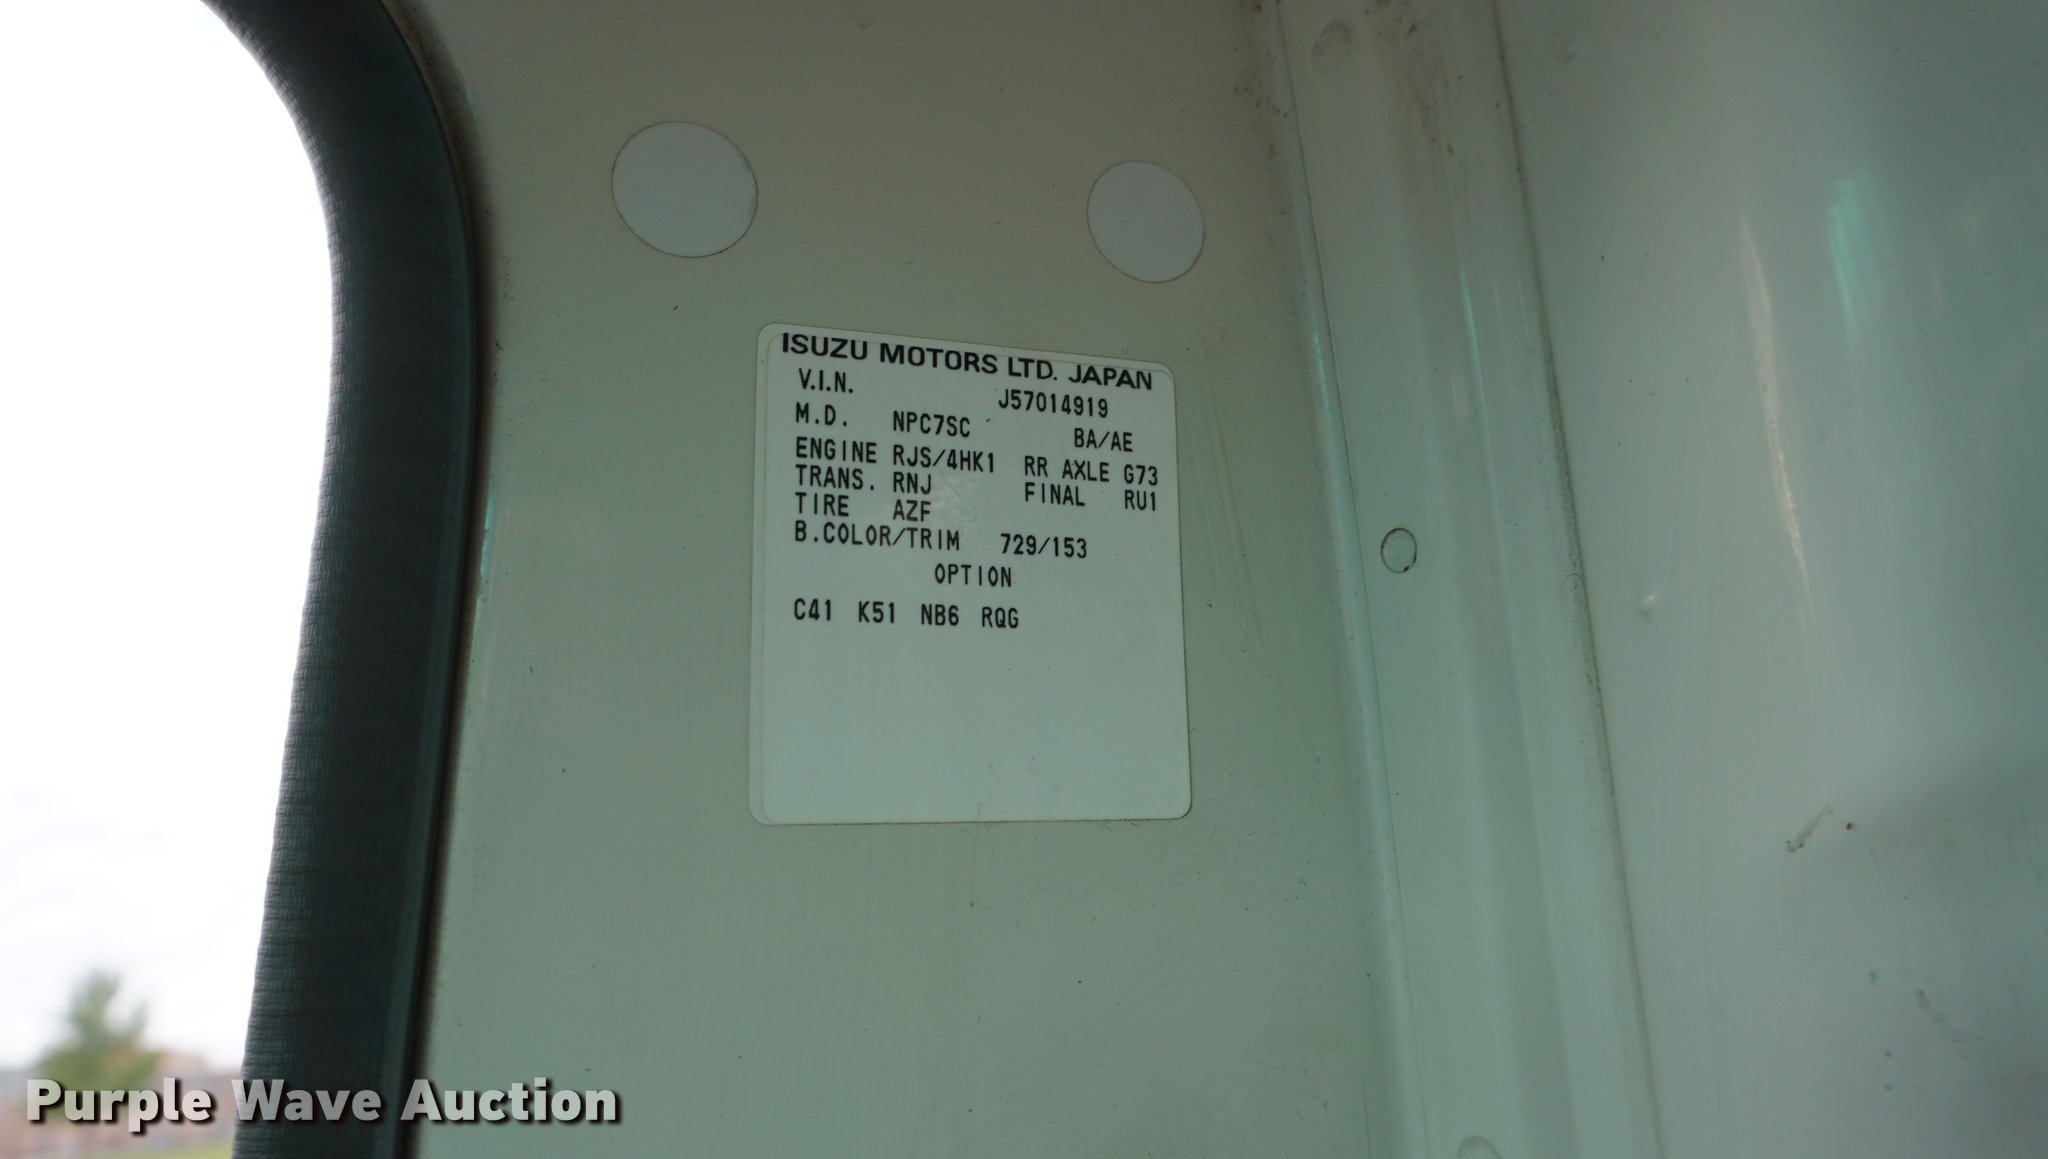 ISUZU MOTORS LTD. JAPAN
V.I.N. J57014919
M.D. NPC7SC BA/AE
ENGINE RJS/4HK1 RR AXLE G73
TRANS. RNJ FINAL RU1
TIRE AZF
B.COLOR/TRIM 729/153
OPTION
C41 K51 NB6 RQG
Purple Wave Auction